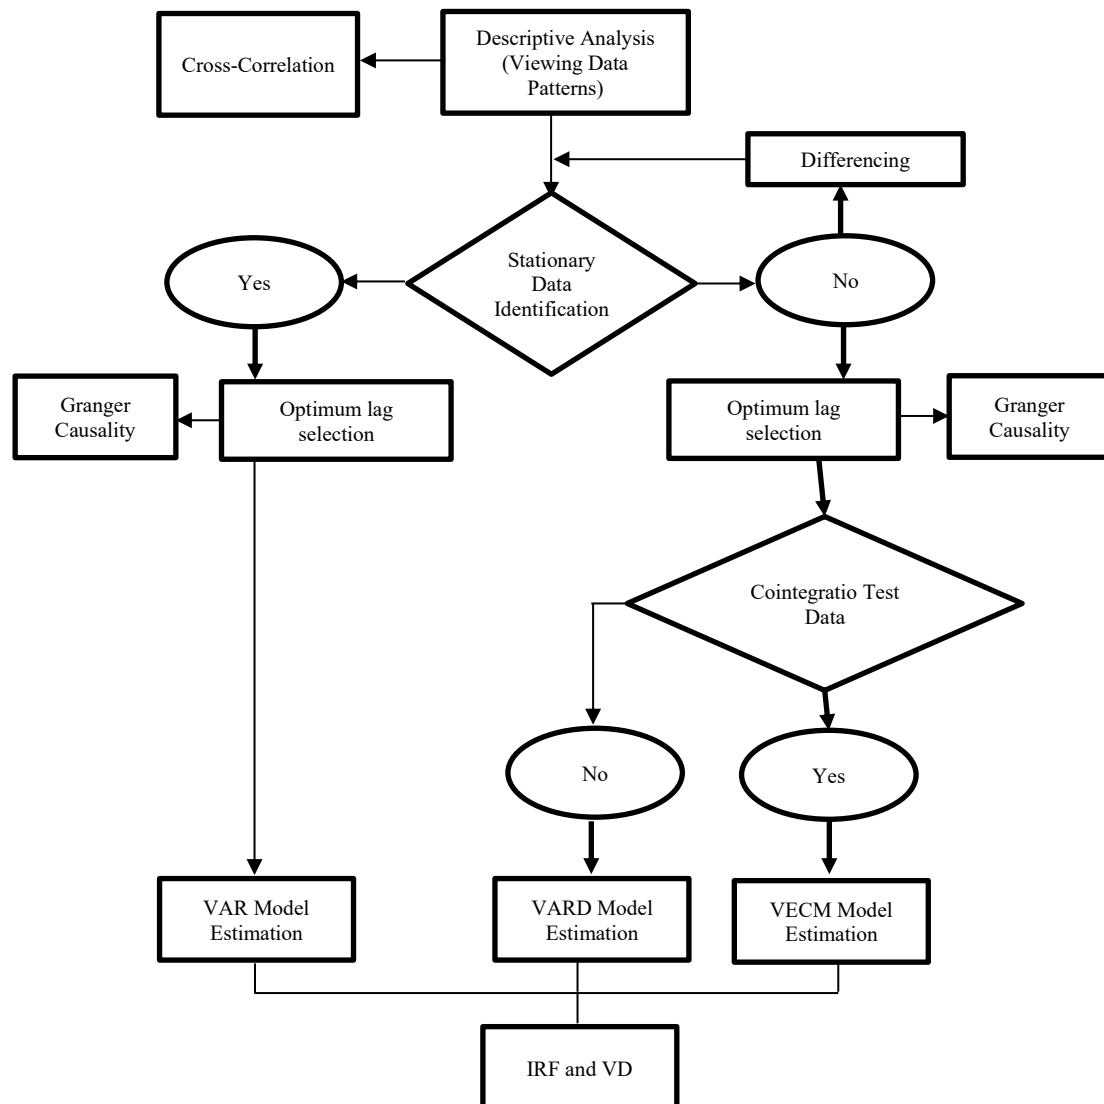 Descriptive Analysis
(Viewing Data
Patterns)
Cross-Correlation
Differencing
Stationary
Data
Identification
Yes
No
Granger
Causality
Optimum lag
selection
Optimum lag
selection
Granger
Causality
Cointegratio Test
Data
No
Yes
VAR Model
Estimation
VARD Model
Estimation
VECM Model
Estimation
IRF and VD